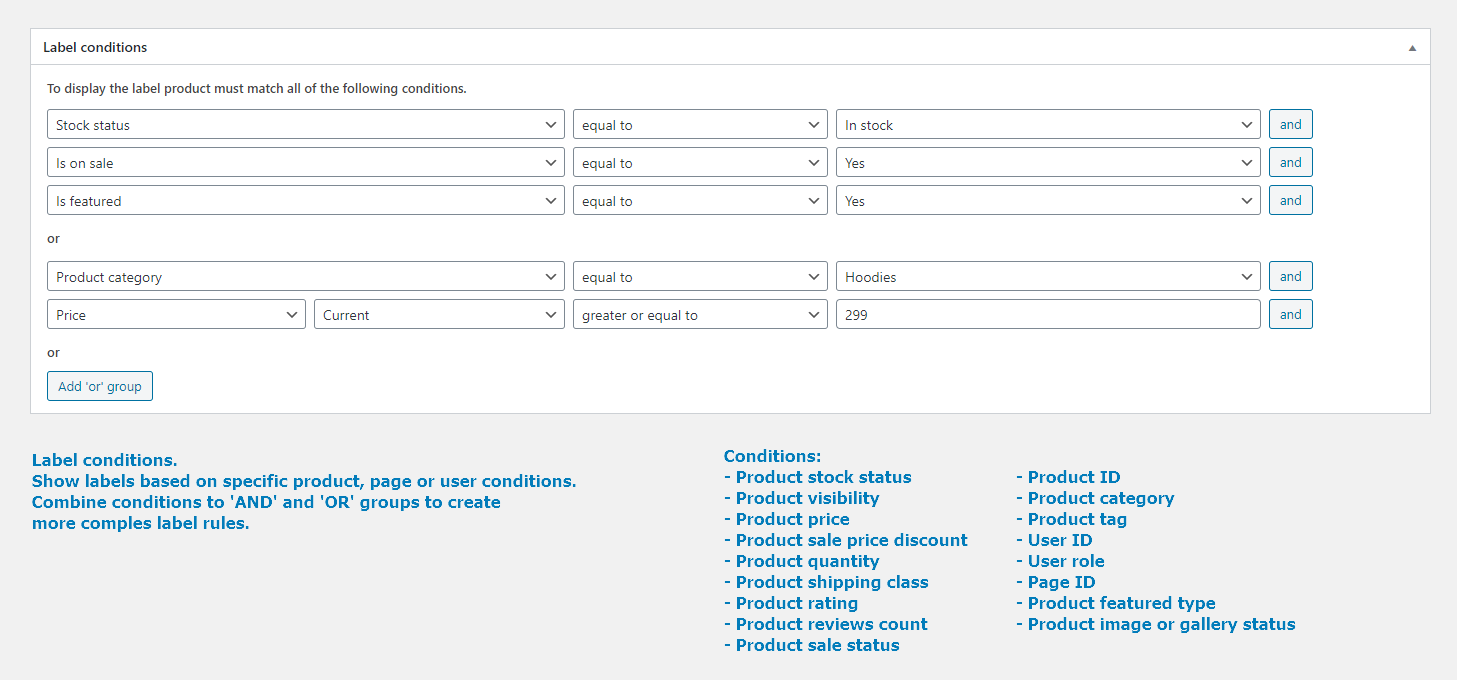 Label conditions
To display the label product must match all of the following conditions.
Stock status equal to In stock and
Is on sale equal to Yes and
Is featured equal to Yes and
or
Product category equal to Hoodies and
Price Current greater or equal to 299 and
or
Add 'or' group
Label conditions.
Show labels based on specific product, page or user conditions.
Combine conditions to 'AND' and 'OR' groups to create
more comples label rules.
Conditions:
- Product stock status
- Product visibility
- Product price
- Product sale price discount
- Product quantity
- Product shipping class
- Product rating
- Product reviews count
- Product sale status
- Product ID
- Product category
- Product tag
- User ID
- User role
- Page ID
- Product featured type
- Product image or gallery status